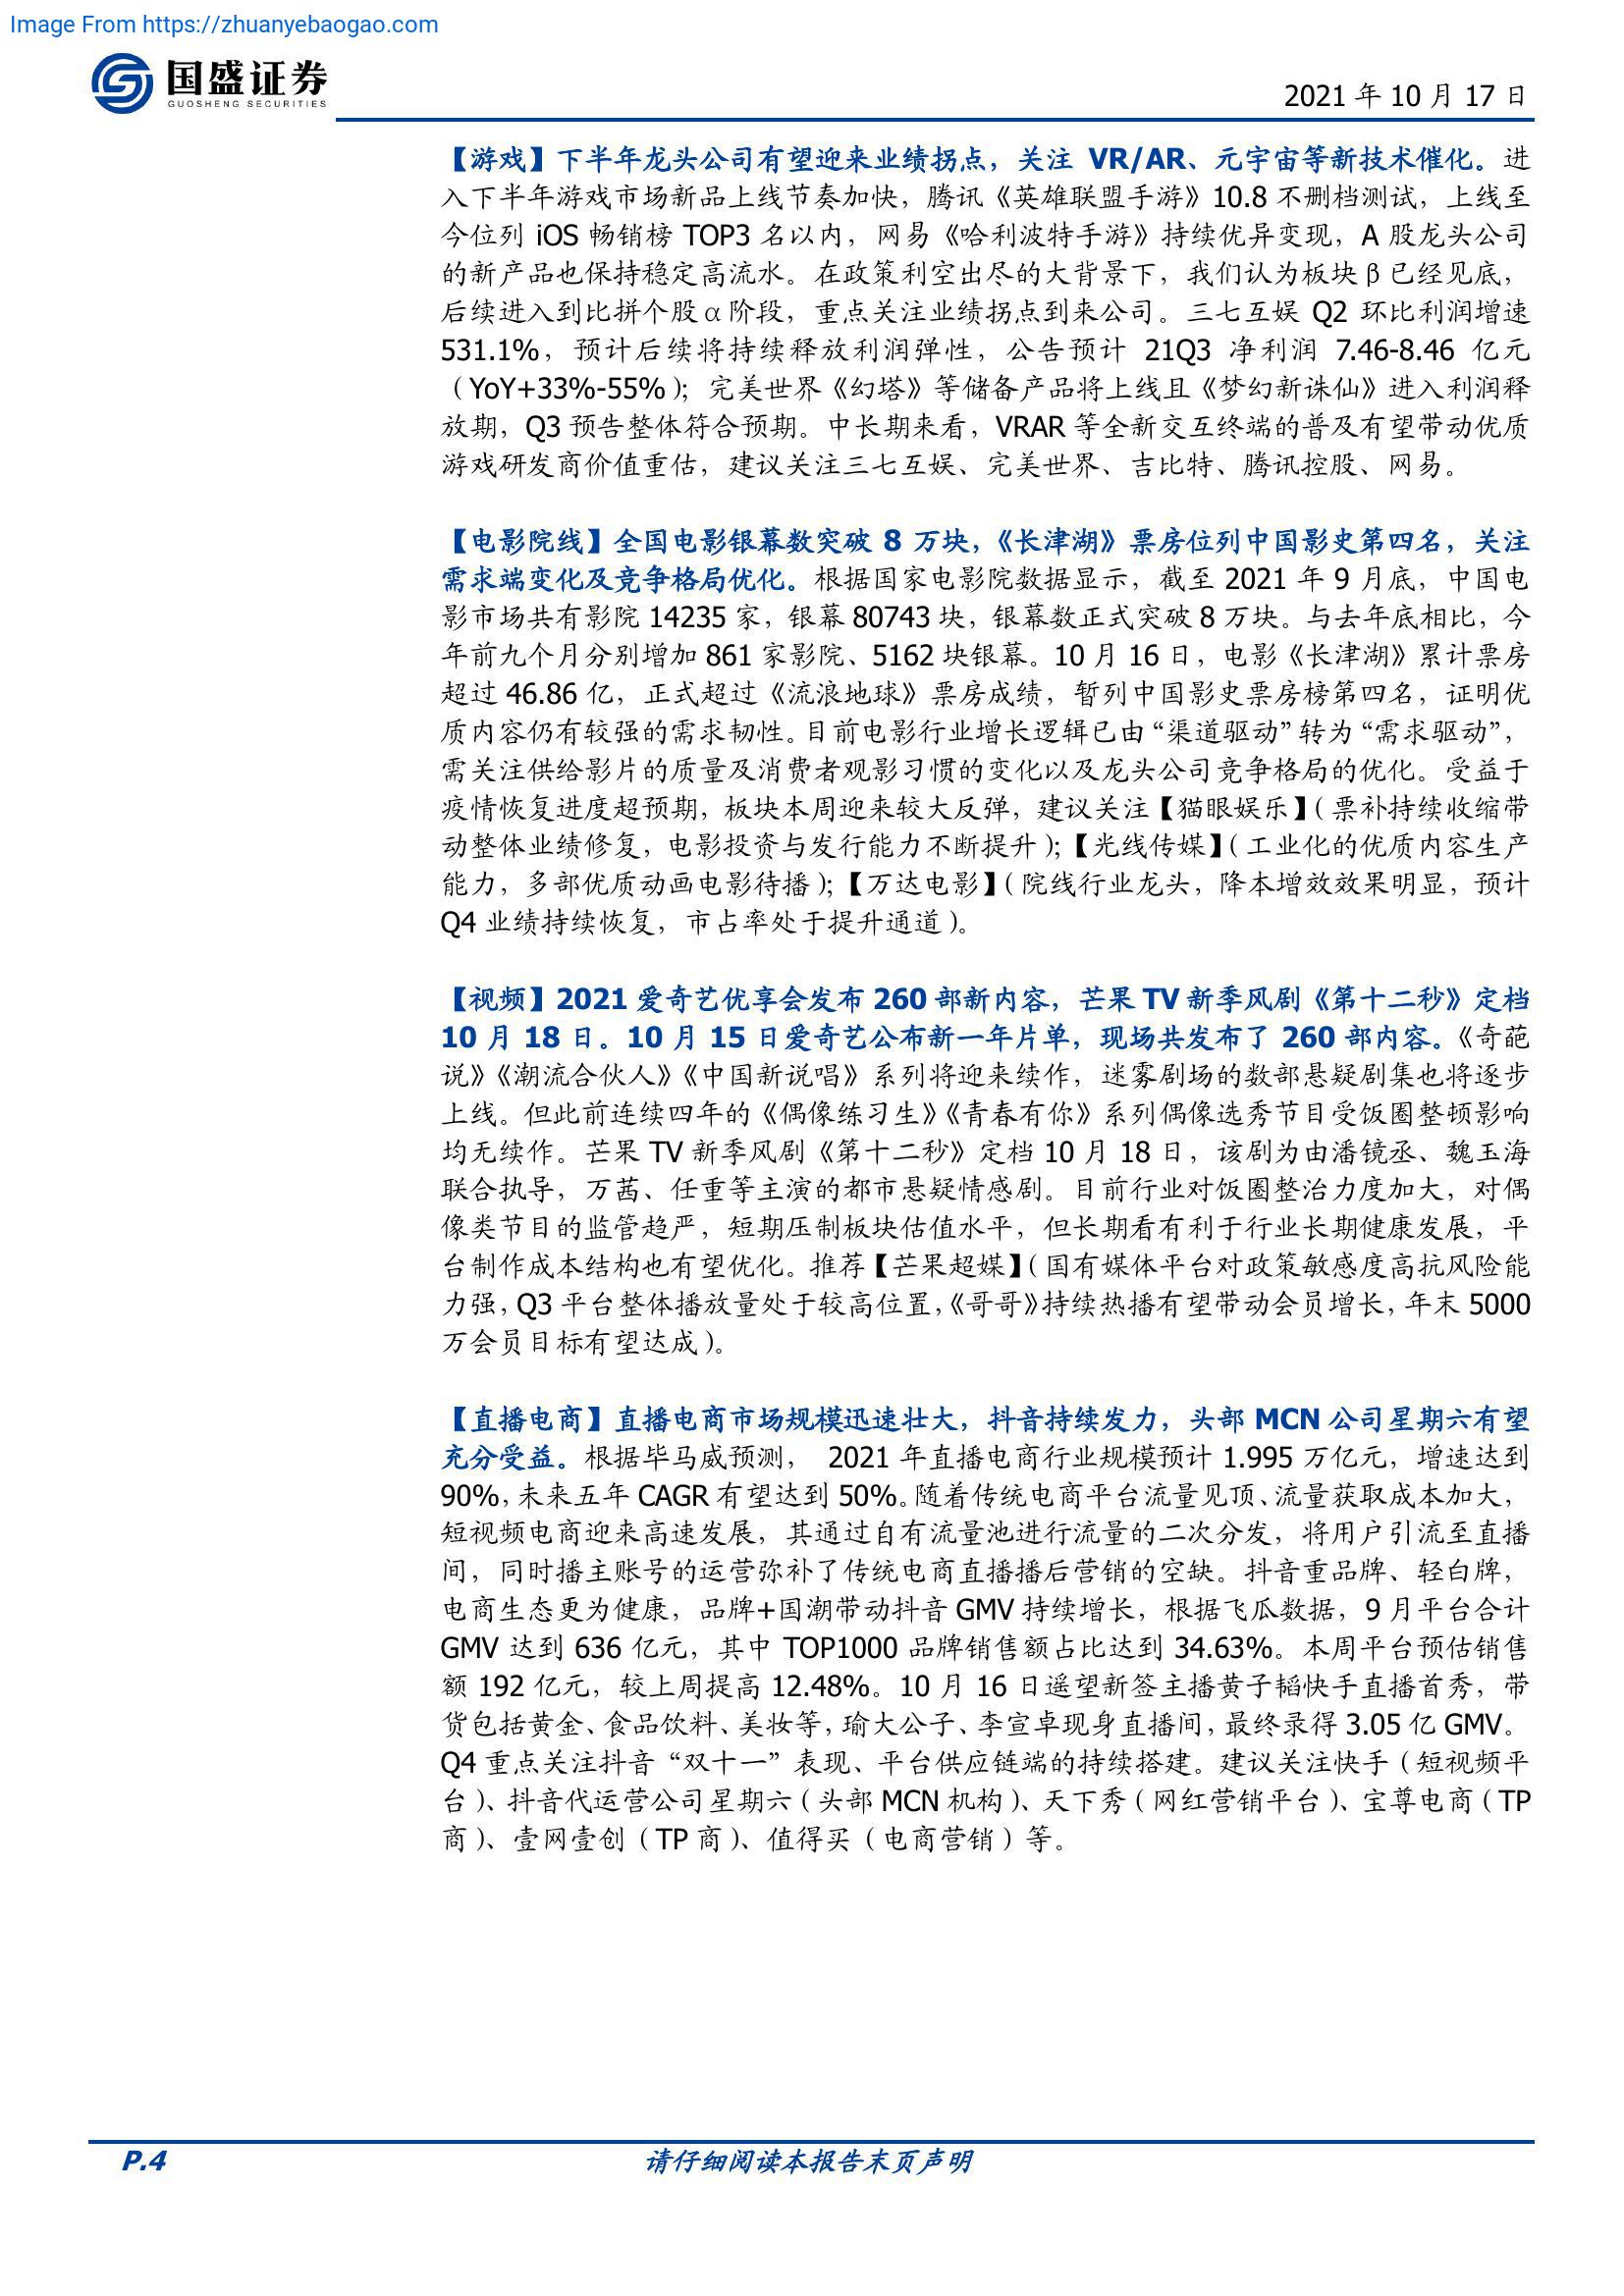 Image From https://zhuanyebaogao.com
国盛证券
GUOSHENG SECURITIES
2021 年 10 月 17 日
【游戏】下半年龙头公司有望迎来业绩拐点，关注 VR/AR、元宇宙等新技术催化。进
入下半年游戏市场新品上线节奏加快，腾讯《英雄联盟手游》10.8 不删档测试，上线至
今位列 iOS 畅销榜 TOP3 名以内，网易《哈利波特手游》持续优异变现，A 股龙头公司
的新产品也保持稳定高流水。在政策利空出尽的大背景下，我们认为板块β已经见底，
后续进入到比拼个股α阶段，重点关注业绩拐点到来公司。三七互娱 Q2 环比利润增速
531.1%，预计后续将持续释放利润弹性，公告预计 21Q3 净利润 7.46-8.46 亿元
（YoY+33%-55%）；完美世界《幻塔》等储备产品将上线且《梦幻新诛仙》进入利润释
放期，Q3 预告整体符合预期。中长期来看，VRAR 等全新交互终端的普及有望带动优质
游戏研发商价值重估，建议关注三七互娱、完美世界、吉比特、腾讯控股、网易。
【电影院线】全国电影银幕数突破 8 万块，《长津湖》票房位列中国影史第四名，关注
需求端变化及竞争格局优化。根据国家电影院数据显示，截至 2021 年 9 月底，中国电
影市场共有影院 14235 家，银幕 80743 块，银幕数正式突破 8 万块。与去年底相比，今
年前九个月分别增加 861 家影院、5162 块银幕。10 月 16 日，电影《长津湖》累计票房
超过 46.86 亿，正式超过《流浪地球》票房成绩，暂列中国影史票房榜第四名，证明优
质内容仍有较强的需求韧性。目前电影行业增长逻辑已由“渠道驱动”转为“需求驱动”，
需关注供给影片的质量及消费者观影习惯的变化以及龙头公司竞争格局的优化。受益于
疫情恢复进度超预期，板块本周迎来较大反弹，建议关注【猫眼娱乐】（票补持续收缩带
动整体业绩修复，电影投资与发行能力不断提升）；【光线传媒】（工业化的优质内容生产
能力，多部优质动画电影待播）；【万达电影】（院线行业龙头，降本增效效果明显，预计
Q4 业绩持续恢复，市占率处于提升通道）。
【视频】2021 爱奇艺优享会发布 260 部新内容，芒果 TV 新季风剧《第十二秒》定档
10 月 18 日。10 月 15 日爱奇艺公布新一年片单，现场共发布了 260 部内容。《奇葩
说》《潮流合伙人》《中国新说唱》系列将迎来续作，迷雾剧场的数部悬疑剧集也将逐步
上线。但此前连续四年的《偶像练习生》《青春有你》系列偶像选秀节目受饭圈整顿影响
均无续作。芒果 TV 新季风剧《第十二秒》定档 10 月 18 日，该剧为由潘镜丞、魏玉海
联合执导，万茜、任重等主演的都市悬疑情感剧。目前行业对饭圈整治力度加大，对偶
像类节目的监管趋严，短期压制板块估值水平，但长期看有利于行业长期健康发展，平
台制作成本结构也有望优化。推荐【芒果超媒】（国有媒体平台对政策敏感度高抗风险能
力强，Q3 平台整体播放量处于较高位置，《哥哥》持续热播有望带动会员增长，年末 5000
万会员目标有望达成）。
【直播电商】直播电商市场规模迅速壮大，抖音持续发力，头部 MCN 公司星期六有望
充分受益。根据毕马威预测， 2021 年直播电商行业规模预计 1.995 万亿元，增速达到
90%，未来五年 CAGR 有望达到 50%。随着传统电商平台流量见顶、流量获取成本加大，
短视频电商迎来高速发展，其通过自有流量池进行流量的二次分发，将用户引流至直播
间，同时播主账号的运营弥补了传统电商直播播后营销的空缺。抖音重品牌、轻白牌，
电商生态更为健康，品牌+国潮带动抖音 GMV 持续增长，根据飞瓜数据，9 月平台合计
GMV 达到 636 亿元，其中 TOP1000 品牌销售额占比达到 34.63%。本周平台预估销售
额 192 亿元，较上周提高 12.48%。10 月 16 日遥望新签主播黄子韬快手直播首秀，带
货包括黄金、食品饮料、美妆等，瑜大公子、李宣卓现身直播间，最终录得 3.05 亿 GMV。
Q4 重点关注抖音“双十一”表现、平台供应链端的持续搭建。建议关注快手（短视频平
台）、抖音代运营公司星期六（头部 MCN 机构）、天下秀（网红营销平台）、宝尊电商（TP
商）、壹网壹创（TP 商）、值得买（电商营销）等。
P.4
请仔细阅读本报告末页声明